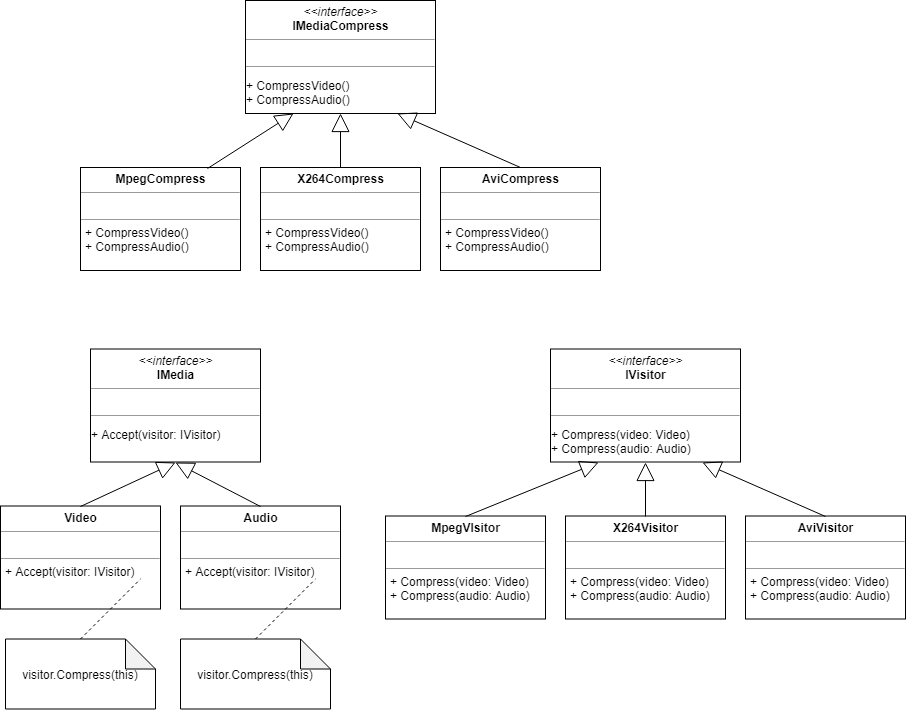 <<interface>>
IMediaCompress
+ CompressVideo()
+ CompressAudio()
MpegCompress
+ CompressVideo()
+ CompressAudio()
X264Compress
+ CompressVideo()
+ CompressAudio()
AviCompress
+ CompressVideo()
+ CompressAudio()
<<interface>>
IMedia
+ Accept(visitor: IVisitor)
Video
+ Accept(visitor: IVisitor)
Audio
+ Accept(visitor: IVisitor)
visitor.Compress(this)
visitor.Compress(this)
<<interface>>
IVisitor
+ Compress(video: Video)
+ Compress(audio: Audio)
MpegVIsitor
+ Compress(video: Video)
+ Compress(audio: Audio)
X264Visitor
+ Compress(video: Video)
+ Compress(audio: Audio)
AviVisitor
+ Compress(video: Video)
+ Compress(audio: Audio)